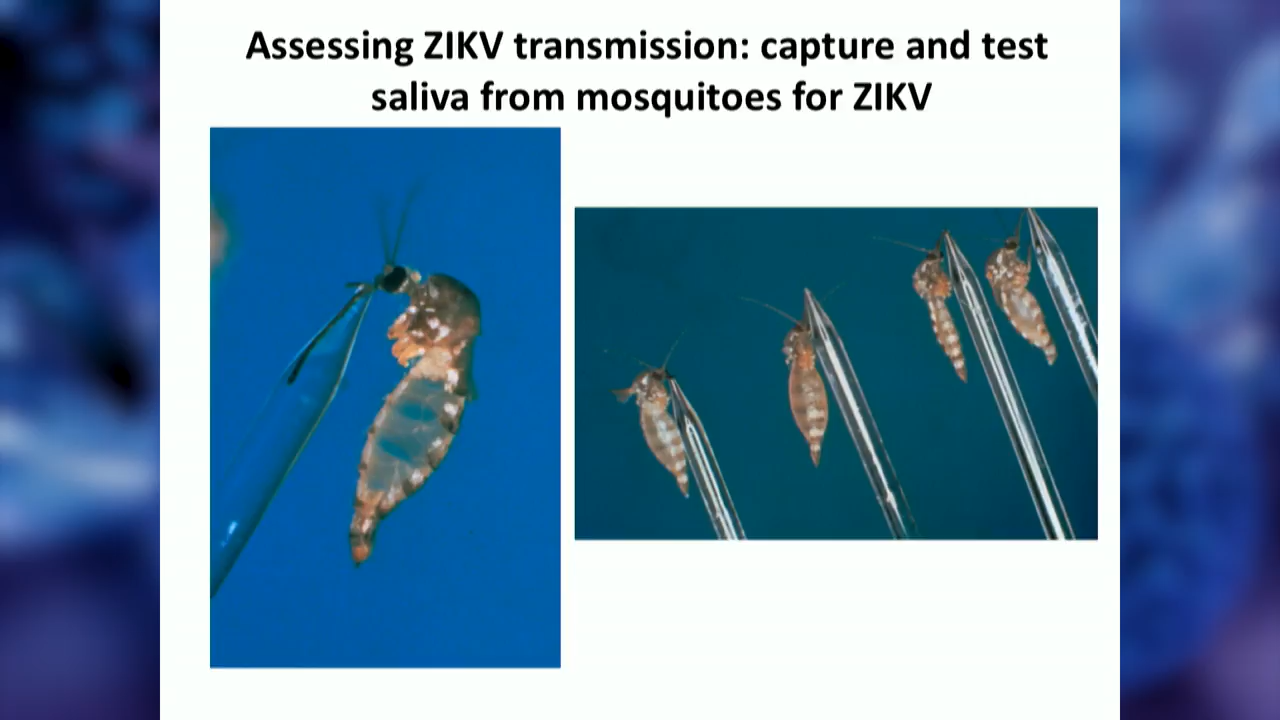 Assessing ZIKV transmission: capture and test
saliva from mosquitoes for ZIKV